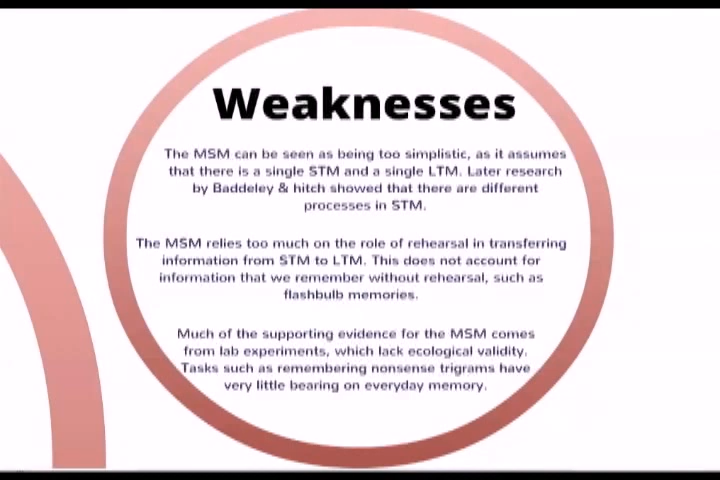 Weaknesses
The MSM can be seen as being too simplistic, as it assumes
that there is a single STM and a single LTM. Later research
by Baddeley & hitch showed that there are different
processes in STM.
The MSM relies too much on the role of rehearsal in transferring
information from STM to LTM. This does not account for
information that we remember without rehearsal, such as
flashbulb memories.
Much of the supporting evidence for the MSM comes
from lab experiments, which lack ecological validity.
Tasks such as remembering nonsense trigrams have
very little bearing on everyday memory.